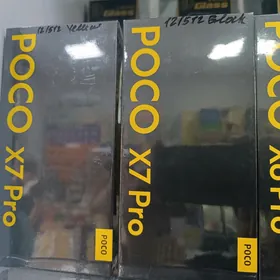 Glass
12/512 Yellow
POCO X7 Pro
POCO
12/512 Black
POCO X7 Pro
POCO
POCO